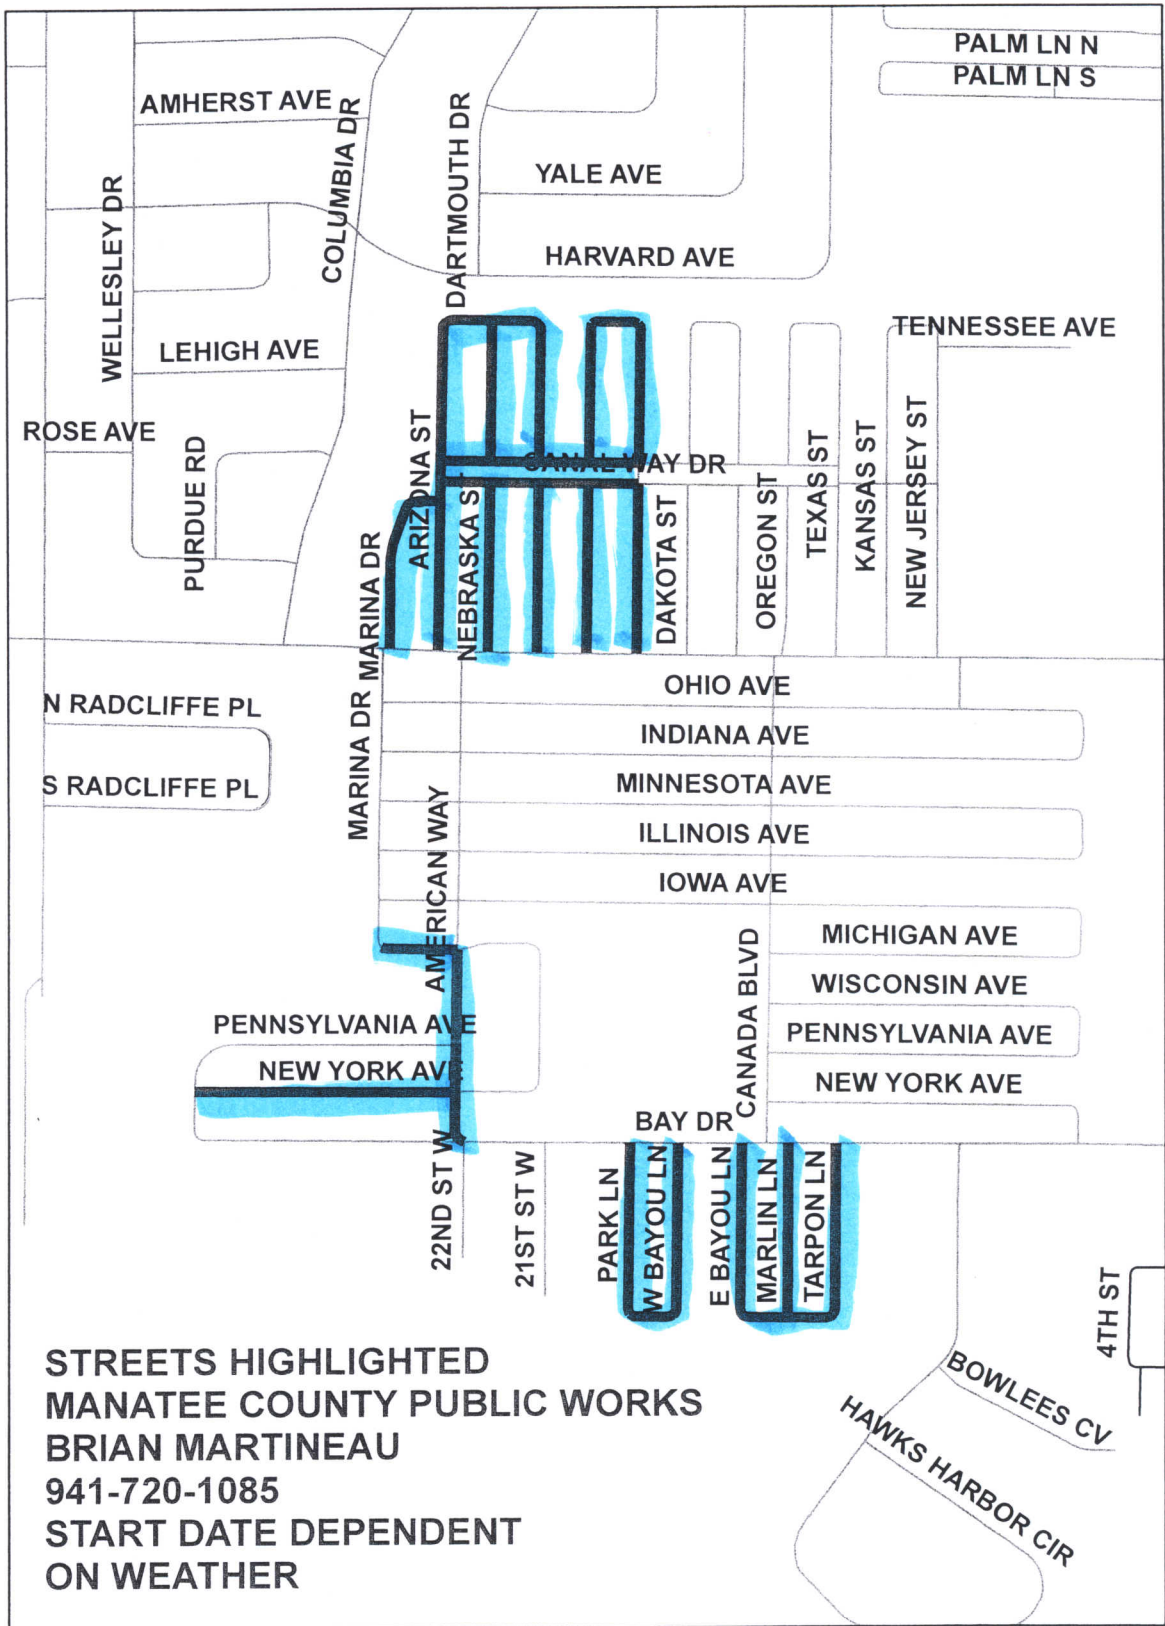 PALM LN N
PALM LN S
AMHERST AVE
COLUMBIA DR
DARTMOUTH DR
YALE AVE
WELLESLEY DR
HARVARD AVE
TENNESSEE AVE
LEHIGH AVE
ROSE AVE
PURDUE RD
ARIZONA ST
CANAL WAY DR
NEBRASKA ST
MARINA DR
DAKOTA ST
OREGON ST
TEXAS ST
KANSAS ST
NEW JERSEY ST
N RADCLIFFE PL
S RADCLIFFE PL
MARINA DR
OHIO AVE
INDIANA AVE
MINNESOTA AVE
ILLINOIS AVE
IOWA AVE
AMERICAN WAY
MICHIGAN AVE
WISCONSIN AVE
PENNSYLVANIA AVE
NEW YORK AVE
CANADA BLVD
PENNSYLVANIA AVE
NEW YORK AVE
BAY DR
22ND ST W
21ST ST W
PARK LN
W BAYOU LN
E BAYOU LN
MARLIN LN
TARPON LN
4TH ST
BOWLEES CV
HAWKS HARBOR CIR
STREETS HIGHLIGHTED
MANATEE COUNTY PUBLIC WORKS
BRIAN MARTINEAU
941-720-1085
START DATE DEPENDENT
ON WEATHER